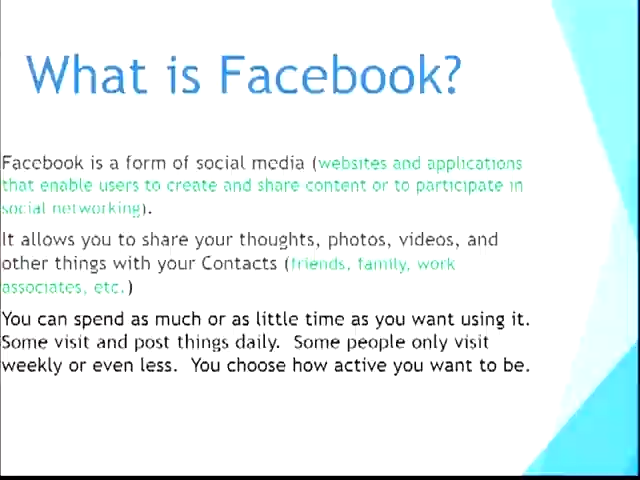 What is Facebook?
Facebook is a form of social media (websites and applications
that enable users to create and share content or to participate in
social networking).
It allows you to share your thoughts, photos, videos, and
other things with your Contacts (friends, family, work
associates, etc.)
You can spend as much or as little time as you want using it.
Some visit and post things daily.  Some people only visit
weekly or even less.  You choose how active you want to be.